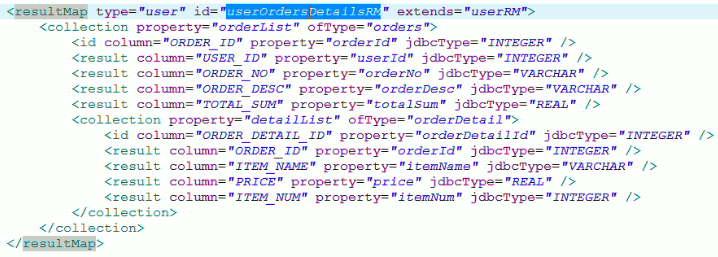 <resultMap type="user" id="userOrdersDetailsRM" extends="userRM">
<collection property="orderList" ofType="orders">
<id column="ORDER_ID" property="orderId" jdbcType="INTEGER" />
<result column="USER_ID" property="userId" jdbcType="INTEGER" />
<result column="ORDER_NO" property="orderNo" jdbcType="VARCHAR" />
<result column="ORDER_DESC" property="orderDesc" jdbcType="VARCHAR" />
<result column="TOTAL_SUM" property="totalSum" jdbcType="REAL" />
<collection property="detailList" ofType="orderDetail">
<id column="ORDER_DETAIL_ID" property="orderDetailId" jdbcType="INTEGER" />
<result column="ORDER_ID" property="orderId" jdbcType="INTEGER" />
<result column="ITEM_NAME" property="itemName" jdbcType="VARCHAR" />
<result column="PRICE" property="price" jdbcType="REAL" />
<result column="ITEM_NUM" property="itemNum" jdbcType="INTEGER" />
</collection>
</collection>
</resultMap>